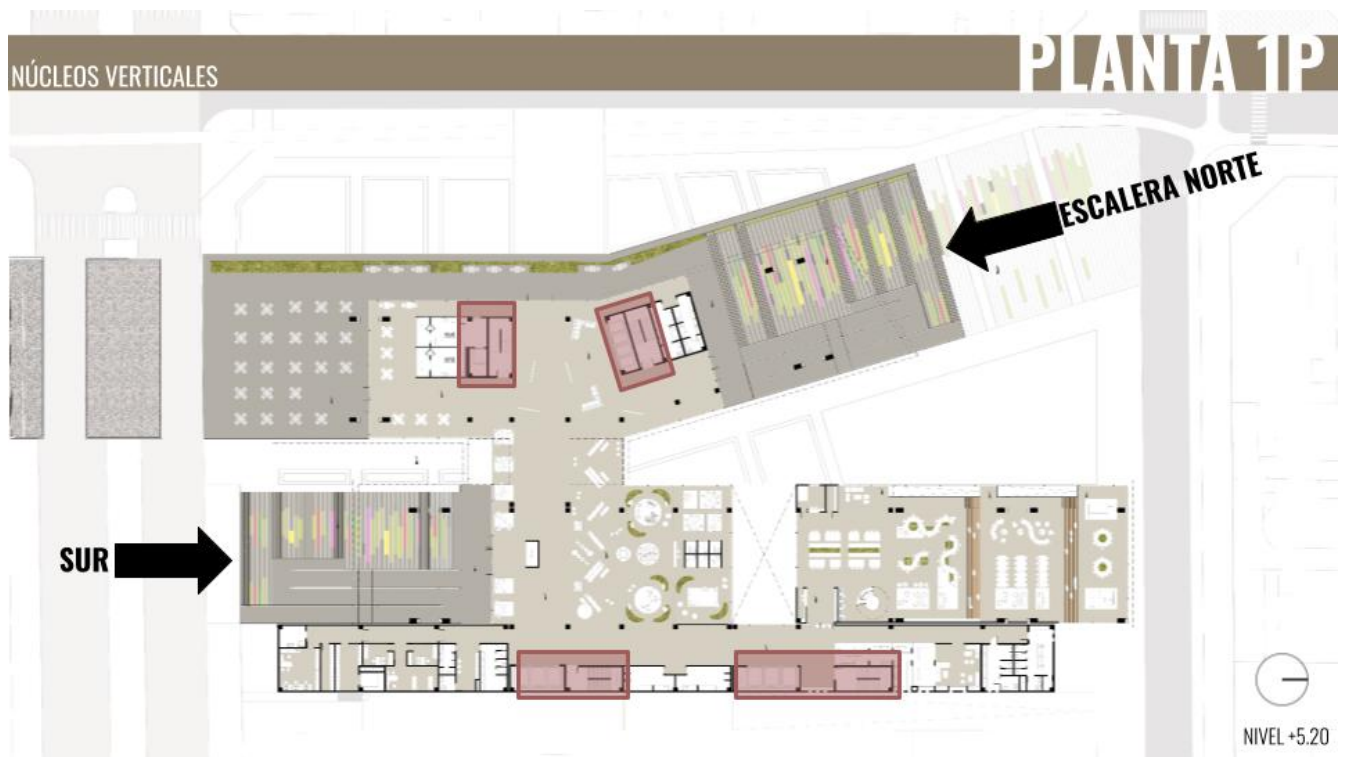 PLANTA 1P
NÚCLEOS VERTICALES
ESCALERA NORTE
SUR
NIVEL +5.20